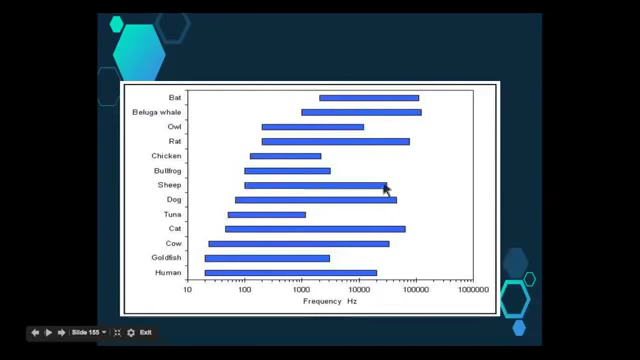 Bat
Beluga whale
Owl
Rat
Chicken
Bullfrog
Sheep
Dog
Tuna
Cat
Cow
Goldfish
Human
10 100 1000 10000 100000 1000000
Frequency Hz
Slide 155 Exit